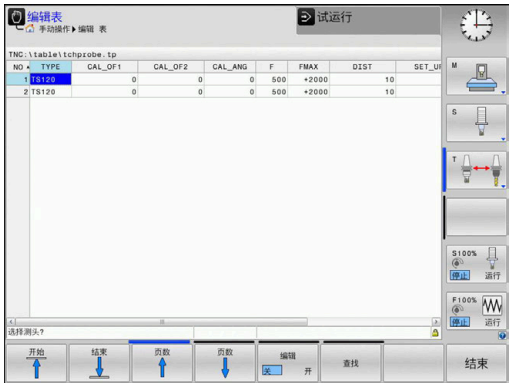 编辑表
手动操作▸编辑 表
试运行
TNC:\table\tchprobe.tp
NO TYPE CAL_OF1 CAL_OF2 CAL_ANG F FMAX DIST
1 TS120 0 0 0 500 +2000 10
2 TS120 0 0 0 500 +2000 10
选择测头?
M
S
T
S100%
停止 运行
F100%
停止 运行
开始
结束
页数
页数
编辑
关 开
查找
结束